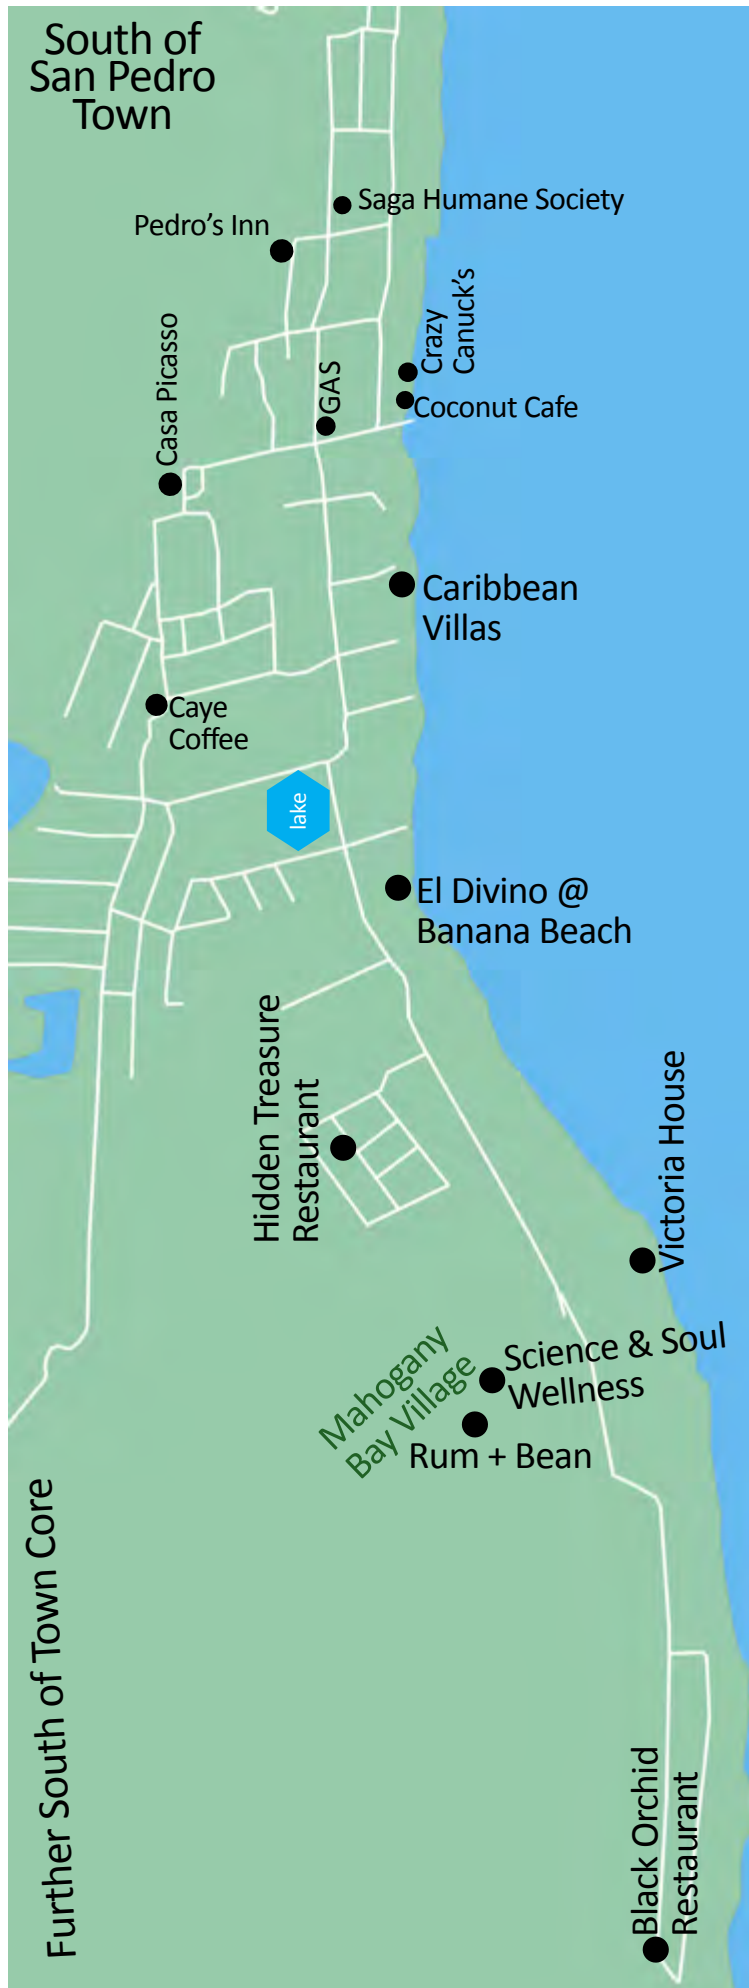 South of
San Pedro
Town
Saga Humane Society
Pedro's Inn
Crazy
Canuck's
Casa Picasso
GAS
Coconut Cafe
Caribbean
Villas
Caye
Coffee
lake
El Divino @
Banana Beach
Hidden Treasure
Restaurant
Victoria House
Science & Soul
Wellness
Mahogany
Bay Village
Rum + Bean
Further South of Town Core
Black Orchid
Restaurant